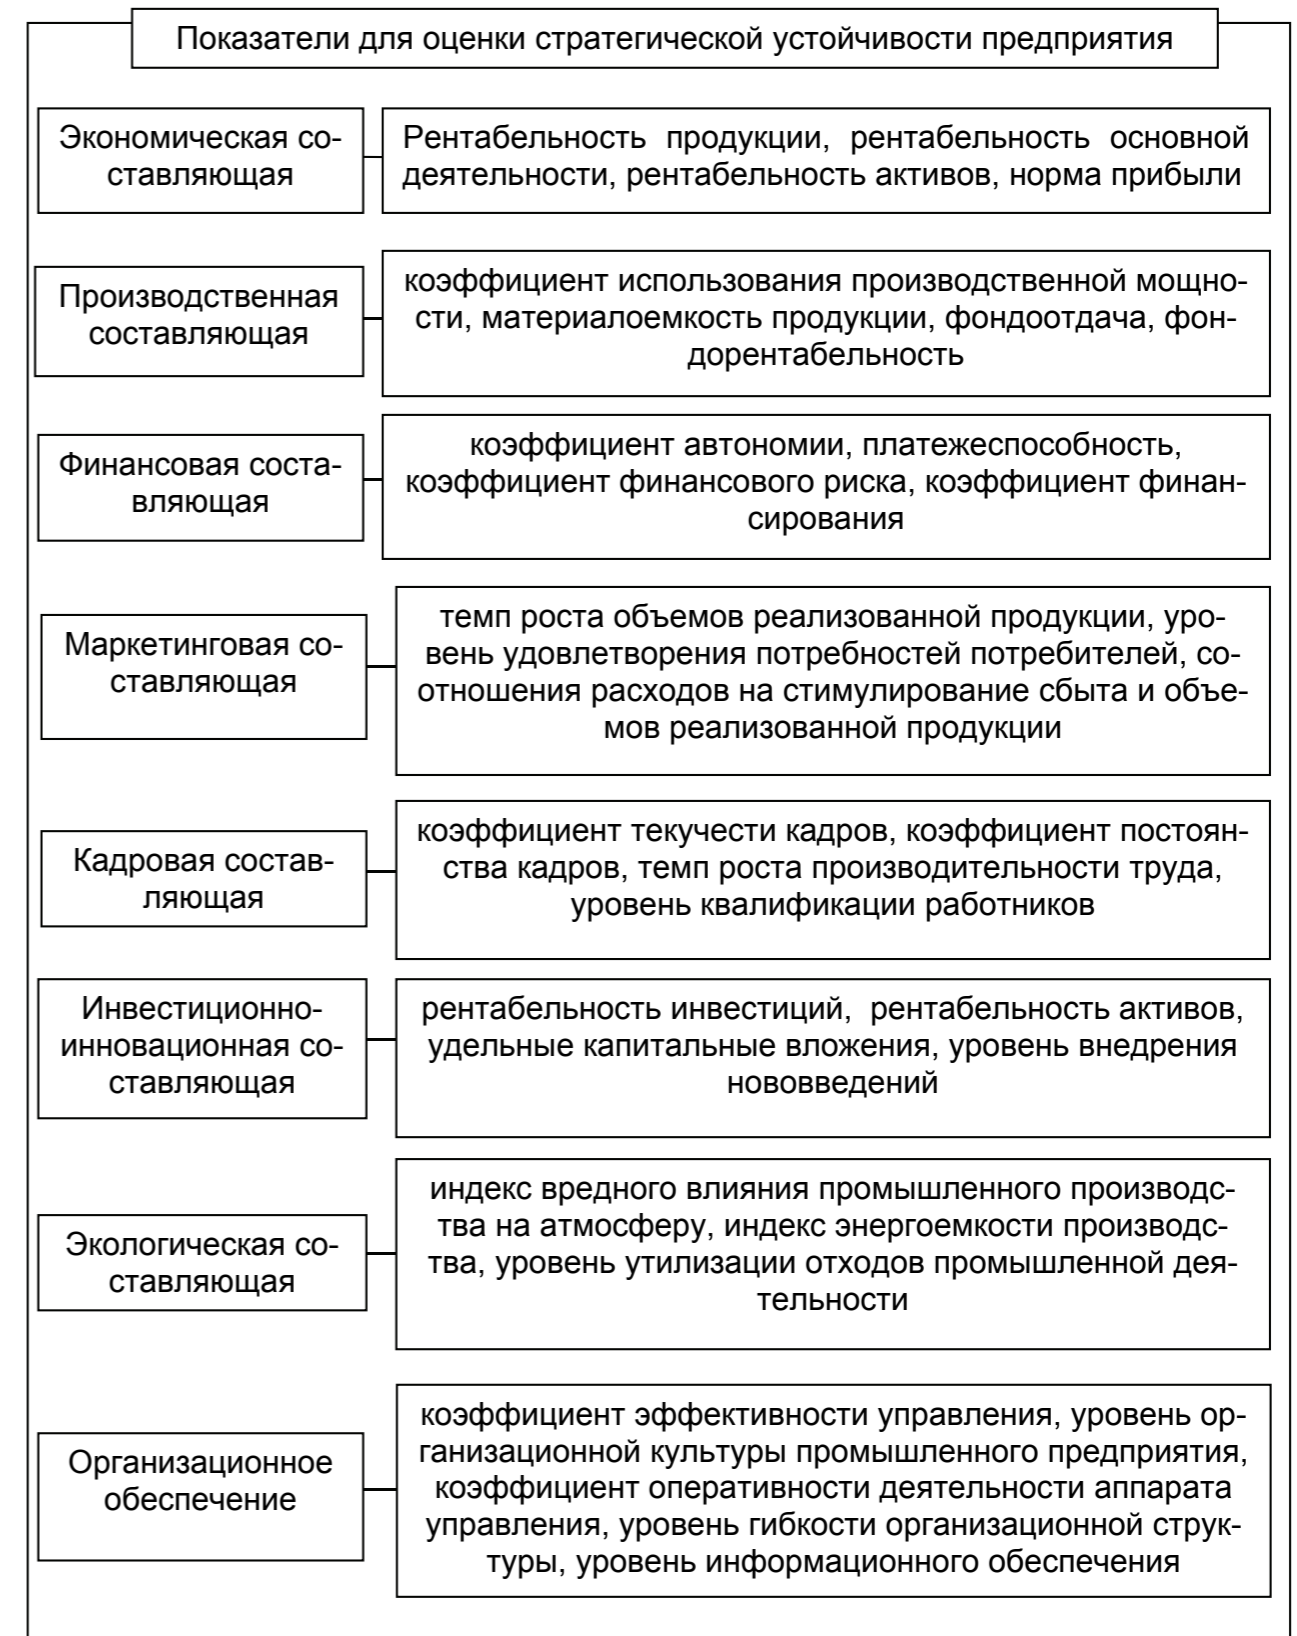 Показатели для оценки стратегической устойчивости предприятия
Экономическая со-
ставляющая
Рентабельность продукции, рентабельность основной
деятельности, рентабельность активов, норма прибыли
Производственная
составляющая
коэффициент использования производственной мощно-
сти, материалоемкость продукции, фондоотдача, фон-
дорентабельность
Финансовая соста-
вляющая
коэффициент автономии, платежеспособность,
коэффициент финансового риска, коэффициент финан-
сирования
Маркетинговая со-
ставляющая
темп роста объемов реализованной продукции, уро-
вень удовлетворения потребностей потребителей, со-
отношения расходов на стимулирование сбыта и объе-
мов реализованной продукции
Кадровая состав-
ляющая
коэффициент текучести кадров, коэффициент постоян-
ства кадров, темп роста производительности труда,
уровень квалификации работников
Инвестиционно-
инновационная со-
ставляющая
рентабельность инвестиций, рентабельность активов,
удельные капитальные вложения, уровень внедрения
нововведений
Экологическая со-
ставляющая
индекс вредного влияния промышленного производс-
тва на атмосферу, индекс энергоемкости производс-
тва, уровень утилизации отходов промышленной дея-
тельности
Организационное
обеспечение
коэффициент эффективности управления, уровень ор-
ганизационной культуры промышленного предприятия,
коэффициент оперативности деятельности аппарата
управления, уровень гибкости организационной струк-
туры, уровень информационного обеспечения